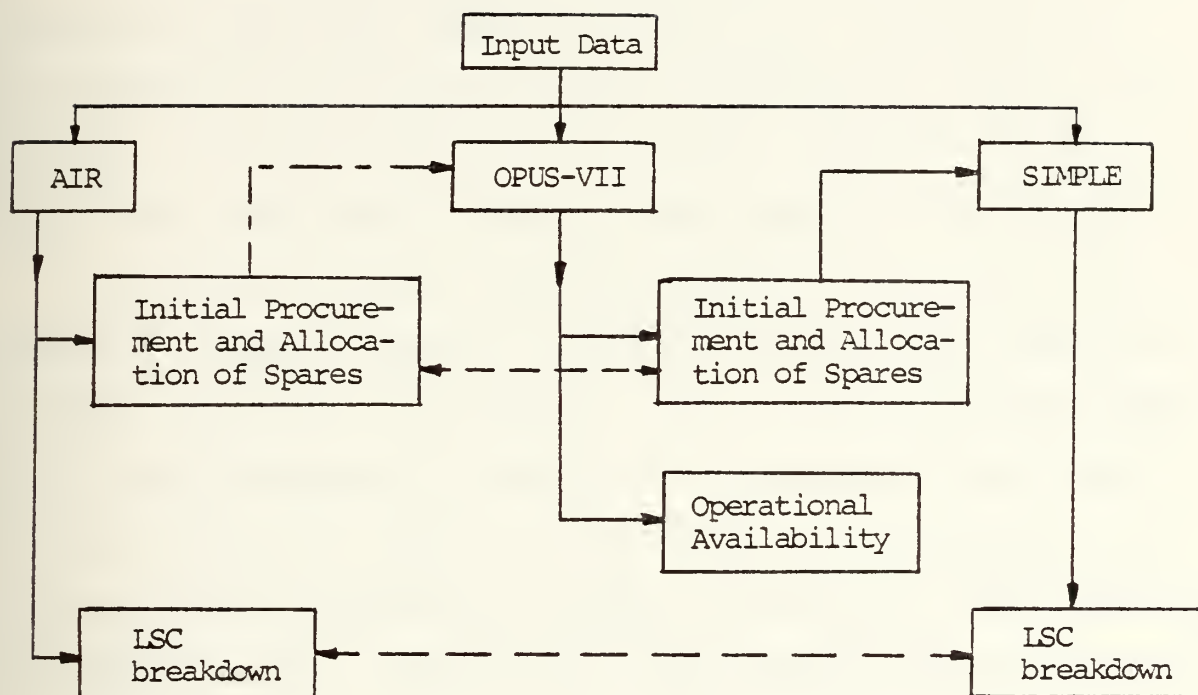 Input Data
AIR
OPUS-VII
SIMPLE
Initial Procure-
ment and Alloca-
tion of Spares
Initial Procure-
ment and Alloca-
tion of Spares
Operational
Availability
LSC
breakdown
LSC
breakdown